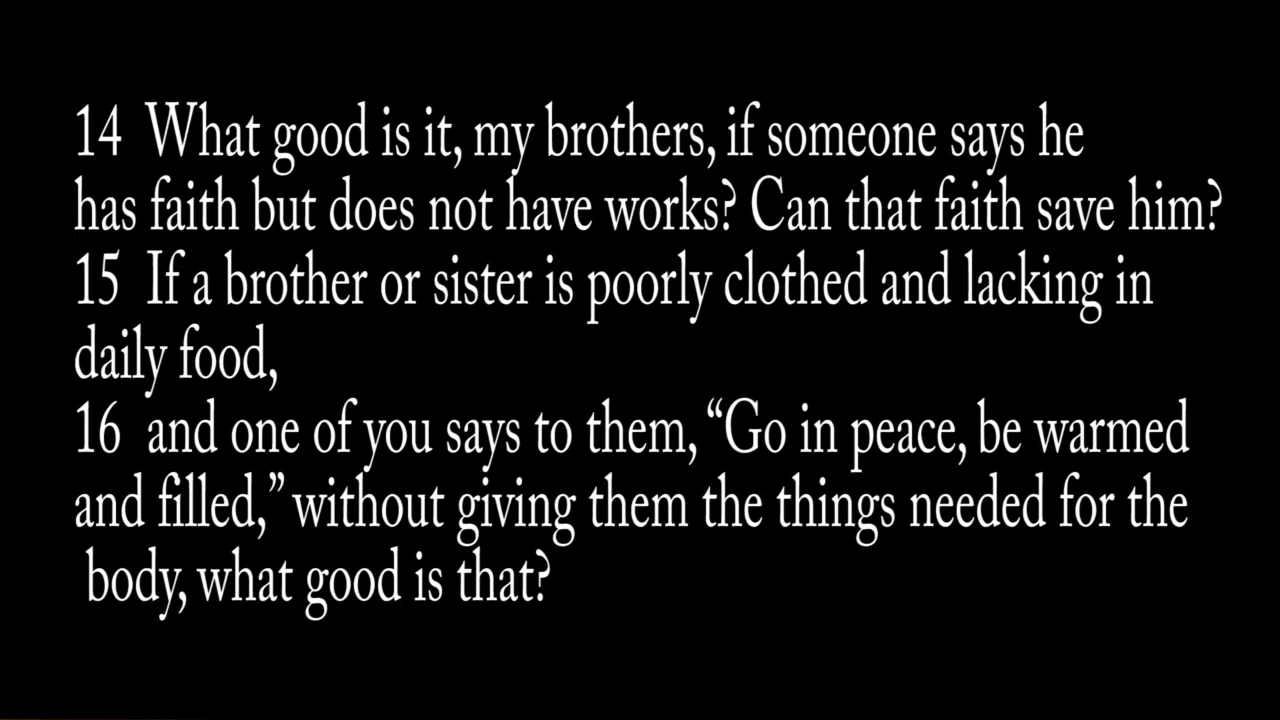 14 What good is it, my brothers, if someone says he
has faith but does not have works? Can that faith save him?
15 If a brother or sister is poorly clothed and lacking in
daily food,
16 and one of you says to them, “Go in peace, be warmed
and filled,” without giving them the things needed for the
body, what good is that?